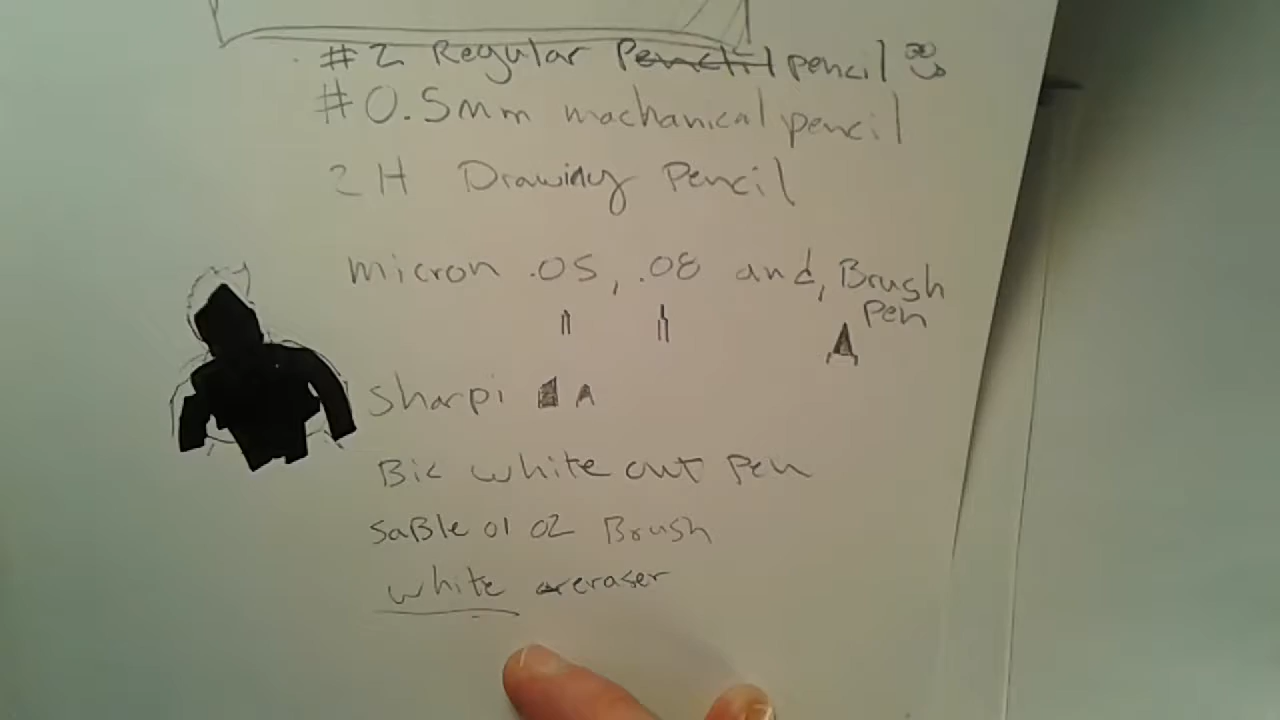 #2 Regular Penctil pencil
#0.5mm machanical pencil
2H Drawing Pencil
micron .05, .08 and, Brush
Pen
sharpi
Bic white out pen
SaBle 01 02 Brush
white eraser